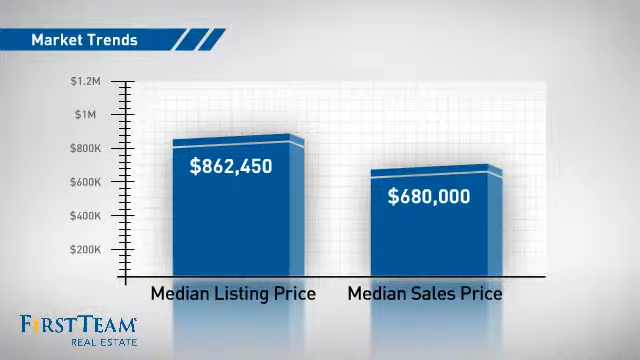 Market Trends
$1.2M
$1M
$800K
$600K
$400K
$200K
$862,450
$680,000
Median Listing Price
Median Sales Price
FIRSTTEAM®
REAL ESTATE